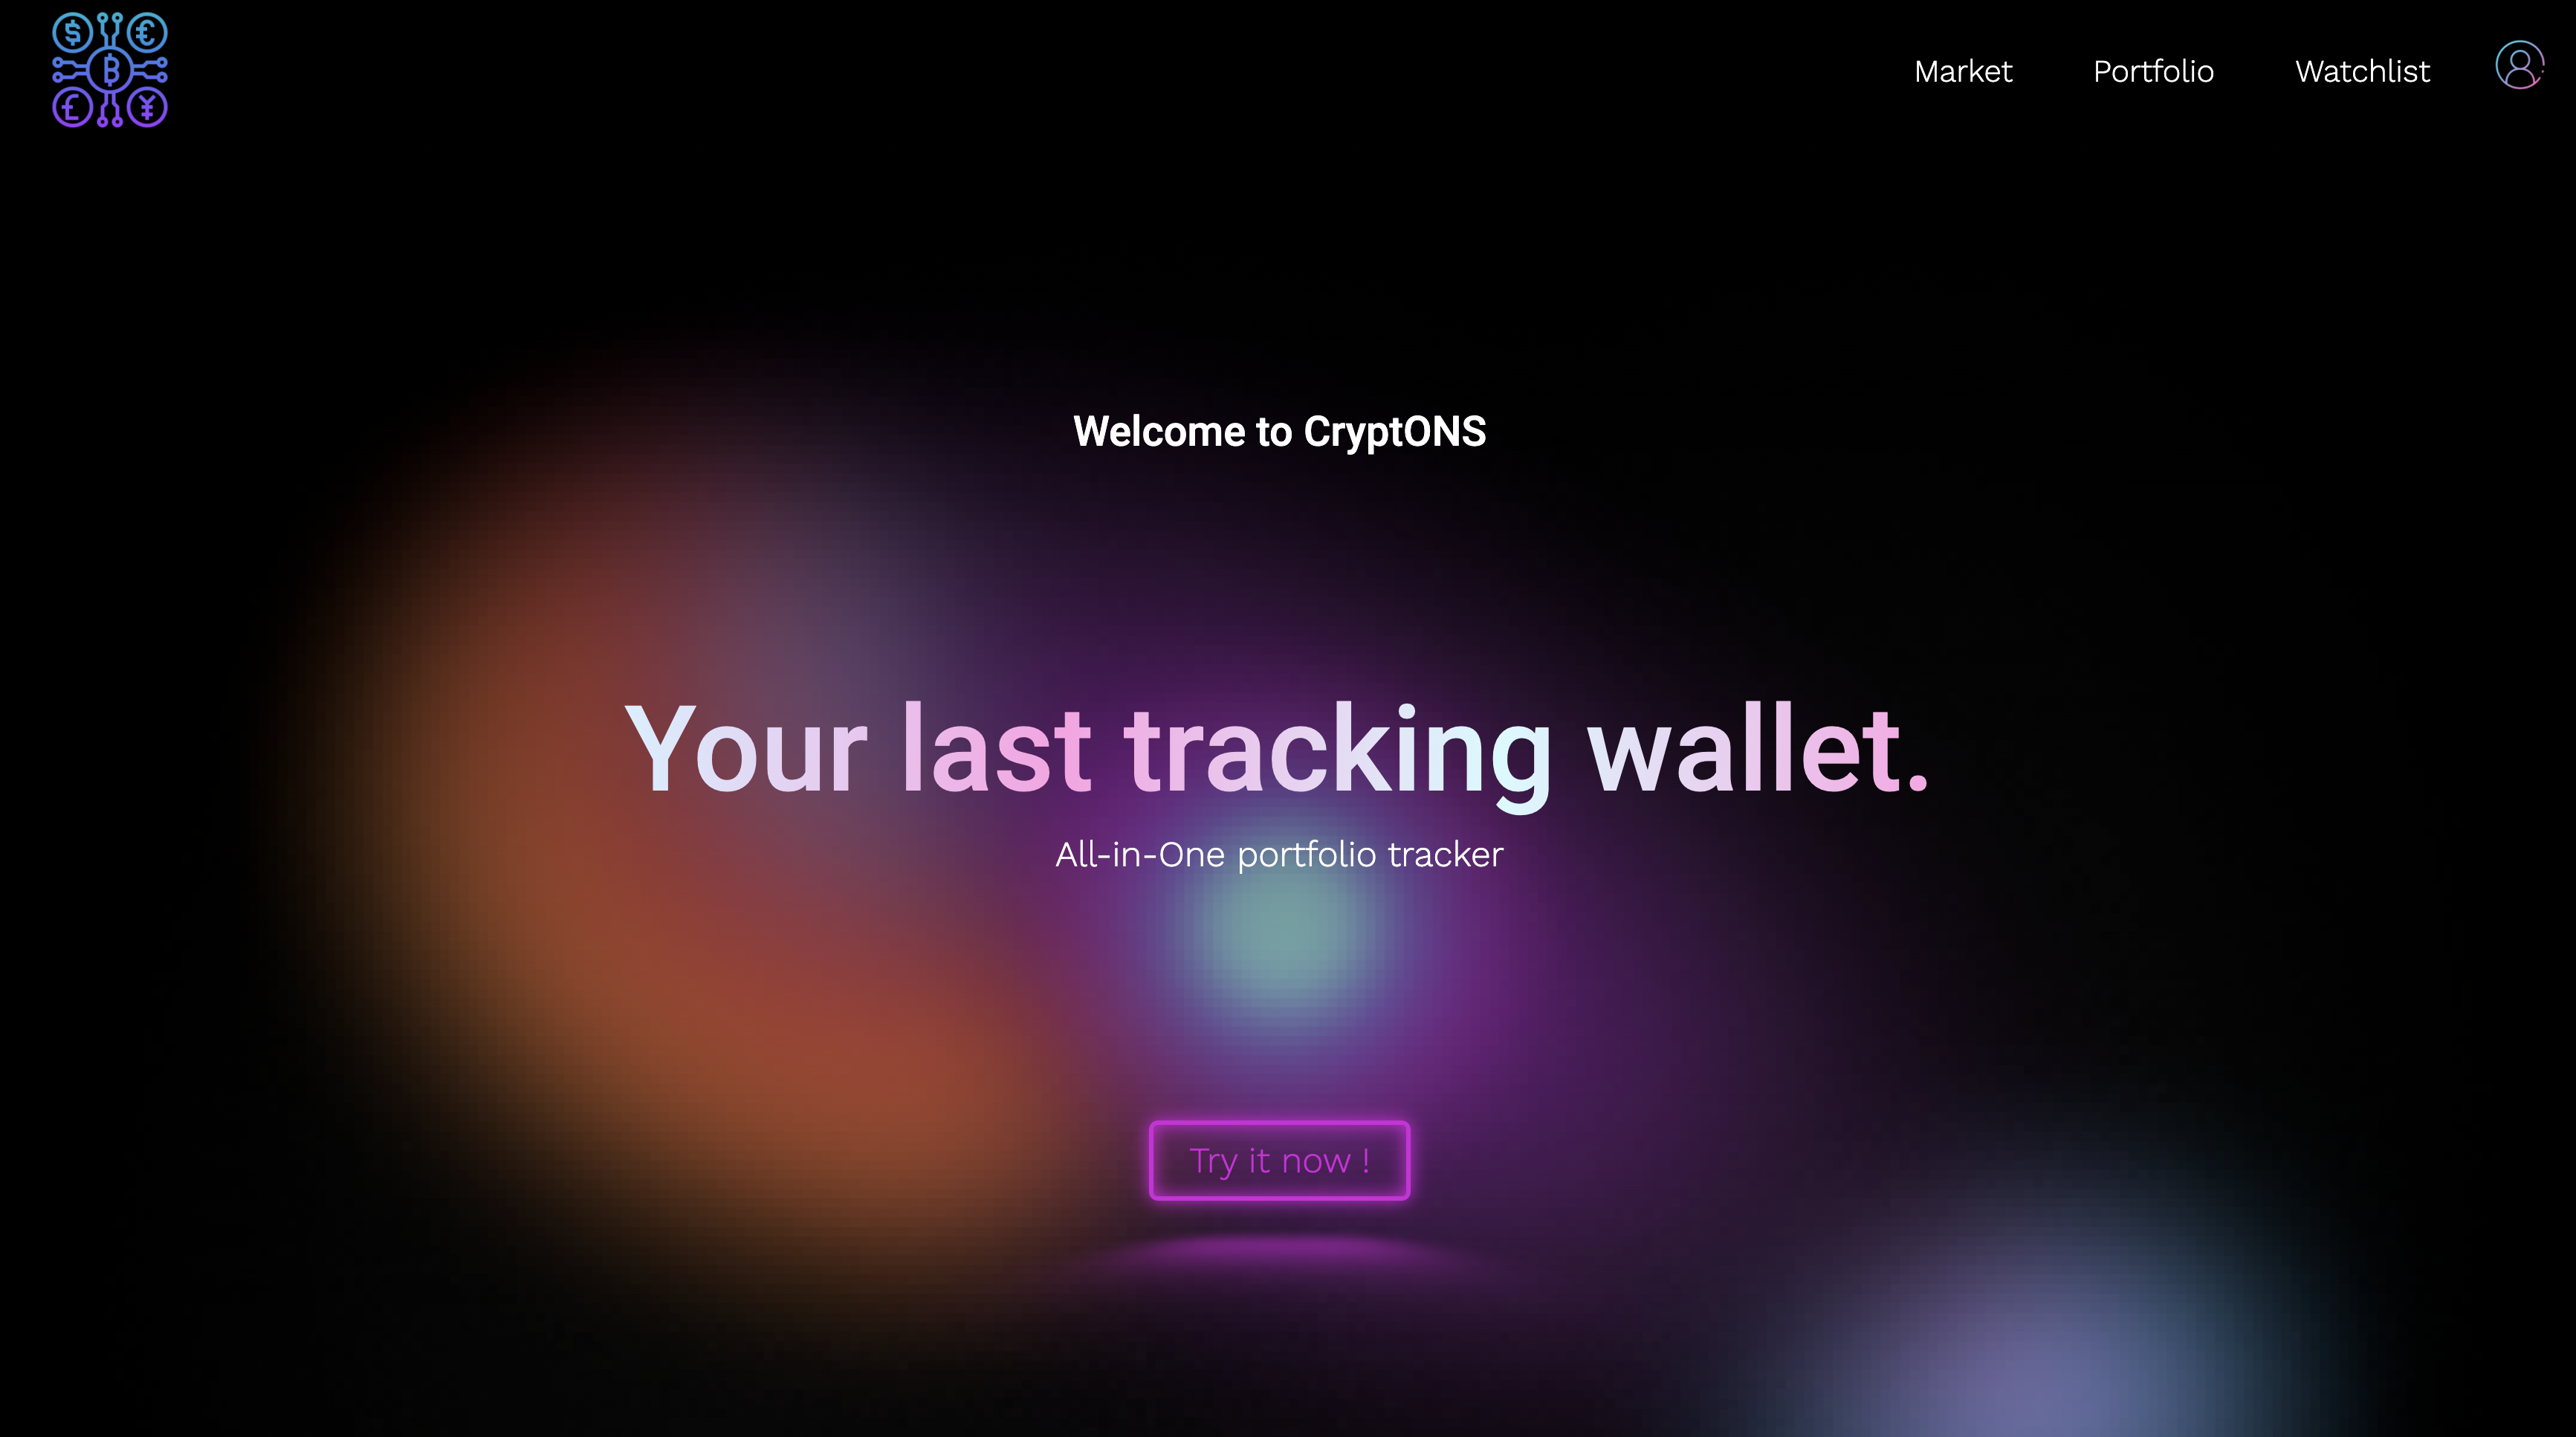 Market Portfolio Watchlist
Welcome to CryptONS
Your last tracking wallet.
All-in-One portfolio tracker
Try it now !